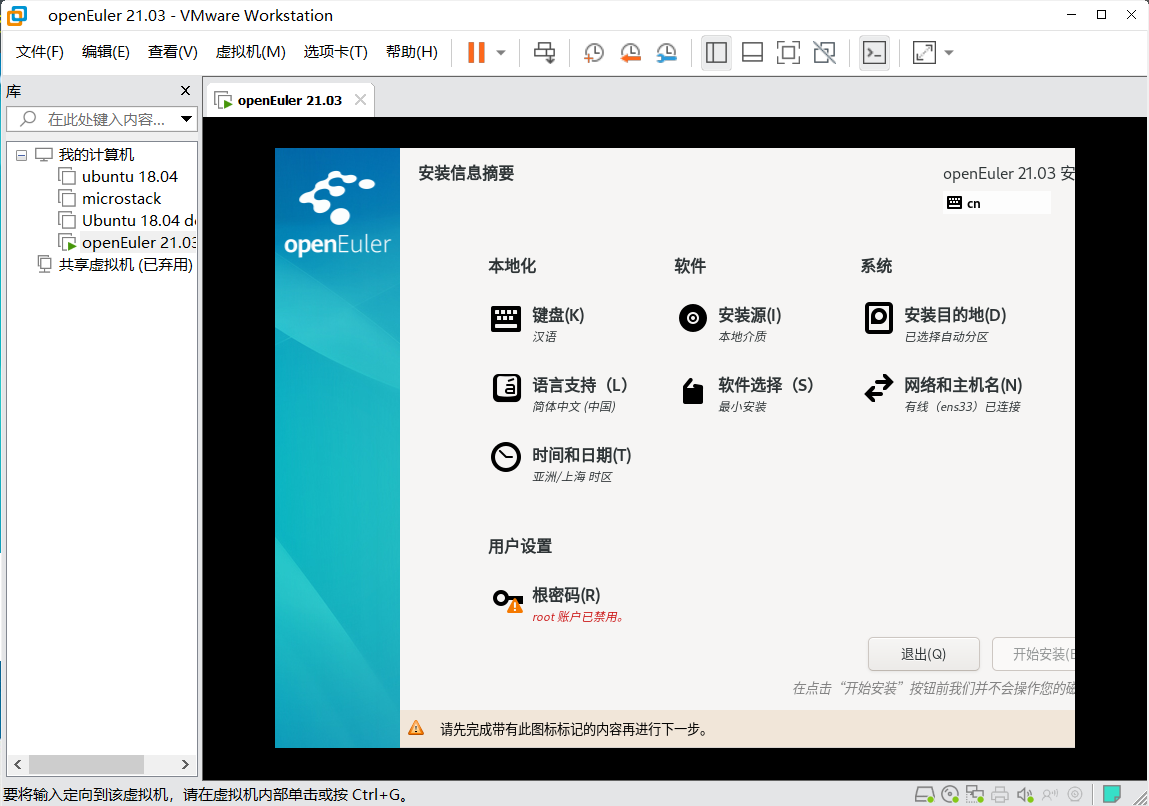 openEuler 21.03 - VMware Workstation
文件(F) 编辑(E) 查看(V) 虚拟机(M) 选项卡(T) 帮助(H)
库
在此处键入内容...
我的计算机
ubuntu 18.04
microstack
Ubuntu 18.04 de
openEuler 21.03
共享虚拟机 (已弃用)
openEuler 21.03
openEuler
安装信息摘要
openEuler 21.03 安
cn
本地化
键盘(K)
汉语
语言支持（L）
简体中文 (中国)
时间和日期(T)
亚洲/上海 时区
软件
安装源(I)
本地介质
软件选择（S）
最小安装
系统
安装目的地(D)
已选择自动分区
网络和主机名(N)
有线（ens33）已连接
用户设置
根密码(R)
root 账户已禁用。
退出(Q)
开始安装(B
在点击“开始安装”按钮前我们并不会操作您的磁
请先完成带有此图标标记的内容再进行下一步。
要将输入定向到该虚拟机，请在虚拟机内部单击或按 Ctrl+G。